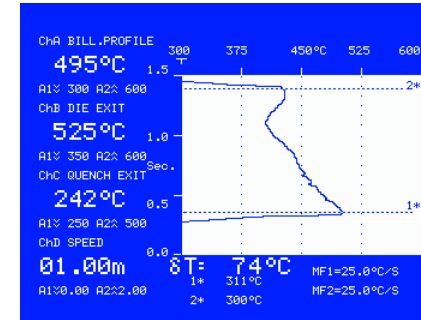 ChA BILL.PROFILE
495°C
A1⩔ 300 A2⩓ 600
ChB DIE EXIT
525°C
A1⩔ 350 A2⩓ 600
ChC QUENCH EXIT
242°C
A1⩔ 250 A2⩓ 500
ChD SPEED
01.00m
A1⩔0.00 A2⩓2.00
300 375 450°C 525 600
1.5
1.0
Sec.
0.5
0.0
2*
1*
δT= 74°C
1* 311°C
2* 300°C
MF1=25.0°C/S
MF2=25.0°C/S